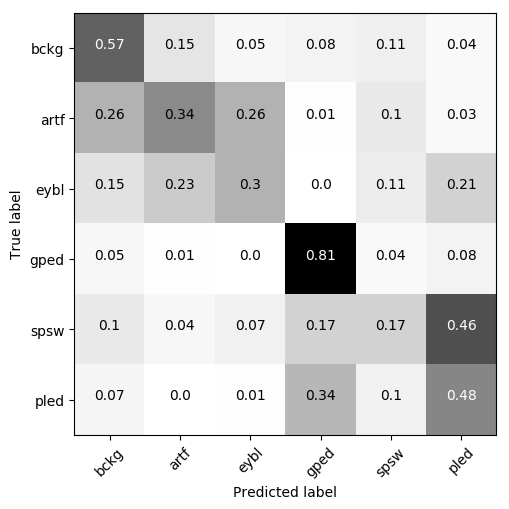 bckg 0.57 0.15 0.05 0.08 0.11 0.04
artf 0.26 0.34 0.26 0.01 0.1 0.03
eybl 0.15 0.23 0.3 0.0 0.11 0.21
gped 0.05 0.01 0.0 0.81 0.04 0.08
spsw 0.1 0.04 0.07 0.17 0.17 0.46
pled 0.07 0.0 0.01 0.34 0.1 0.48
True label
bckg artf eybl gped spsw pled
Predicted label